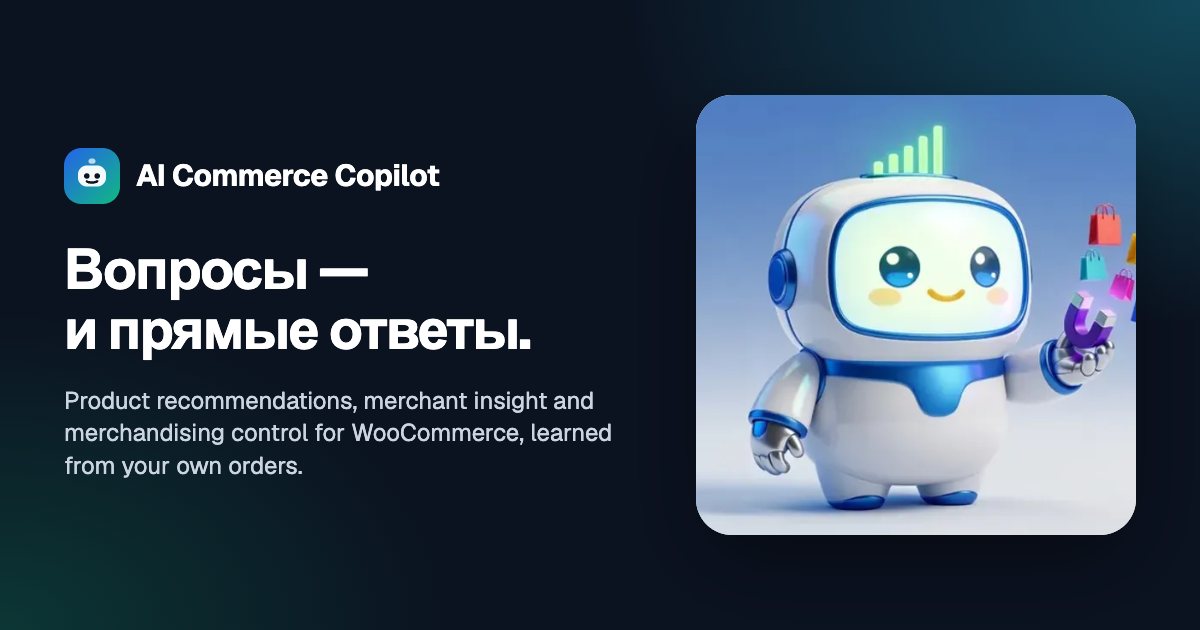 AI Commerce Copilot
Вопросы —
и прямые ответы.
Product recommendations, merchant insight and
merchandising control for WooCommerce, learned
from your own orders.